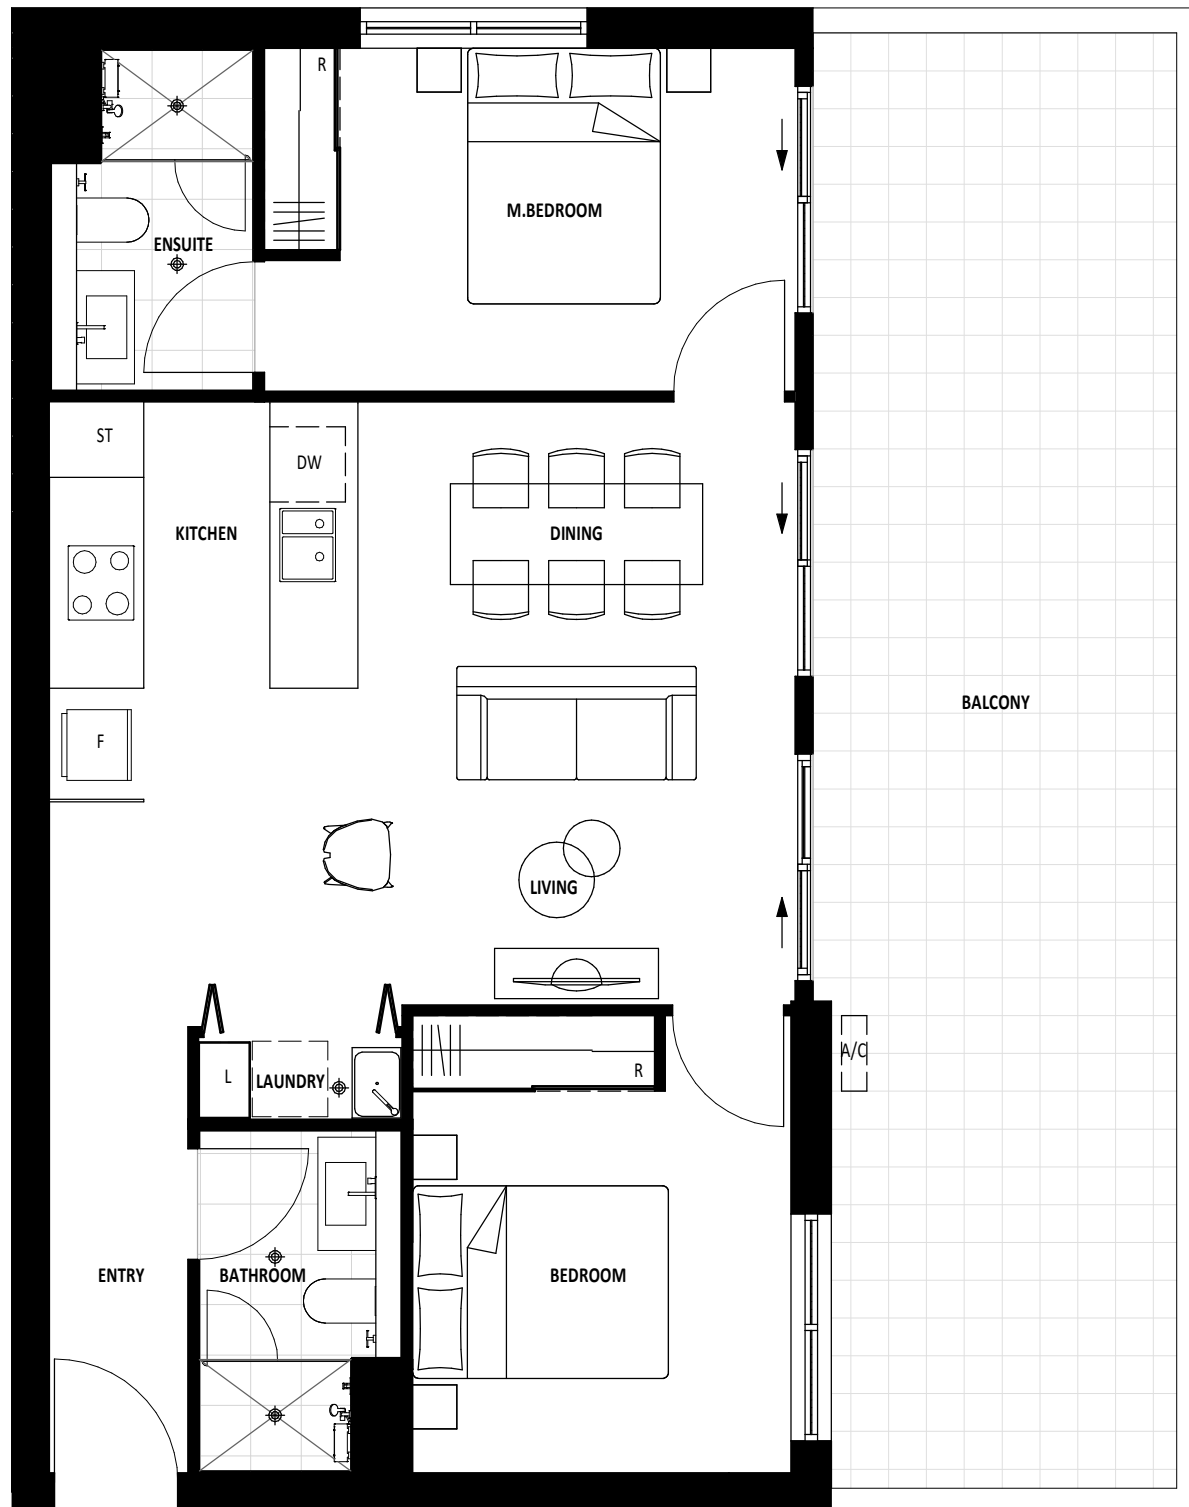 R
M.BEDROOM
ENSUITE
ST
DW
KITCHEN
DINING
BALCONY
F
LIVING
A/C
R
L
LAUNDRY
ENTRY
BATHROOM
BEDROOM